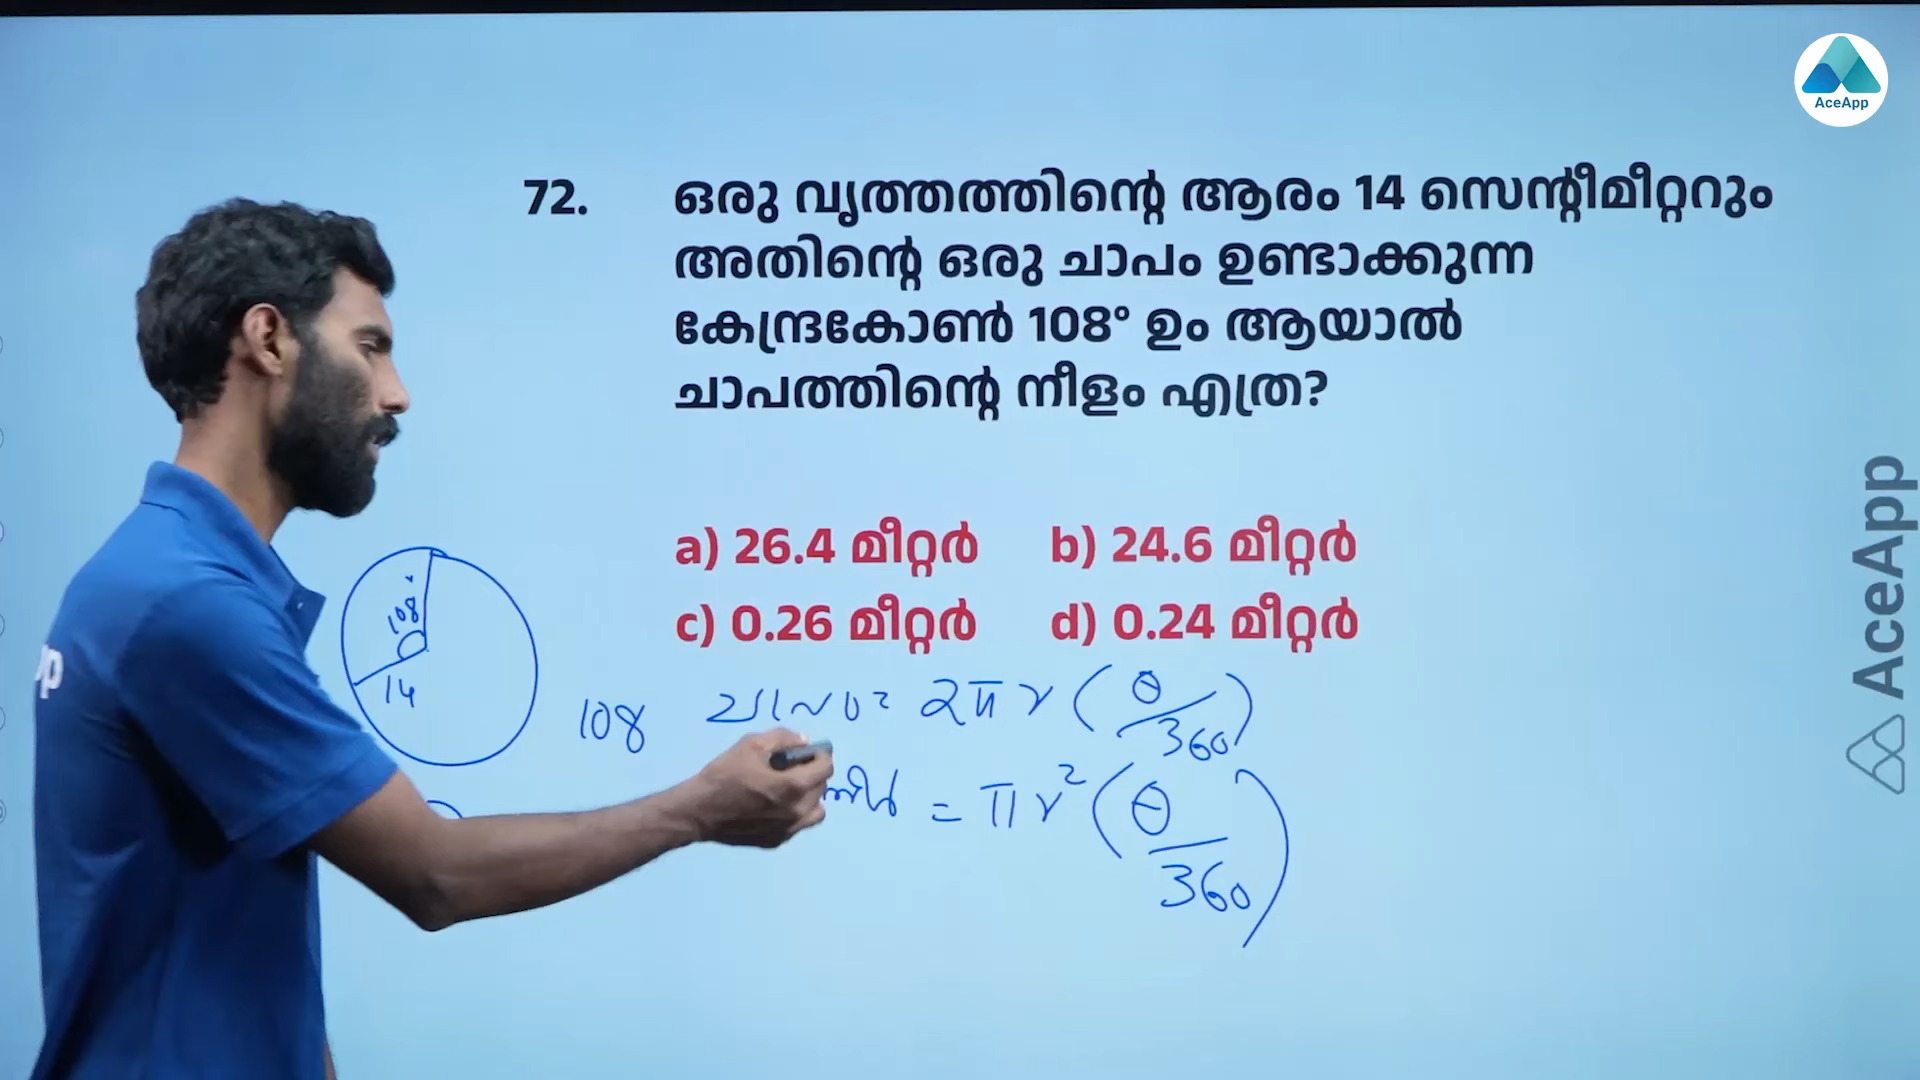 AceApp
72. ഒരു വൃത്തത്തിന്റെ ആരം 14 സെന്റീമീറ്ററും
അതിന്റെ ഒരു ചാപം ഉണ്ടാക്കുന്ന
കേന്ദ്രകോൺ 108° ഉം ആയാൽ
ചാപത്തിന്റെ നീളം എത്ര?
a) 26.4 മീറ്റർ b) 24.6 മീറ്റർ
c) 0.26 മീറ്റർ d) 0.24 മീറ്റർ
108°
14
108 = 2πr (θ/360)
= πr² (θ/360)
AceApp